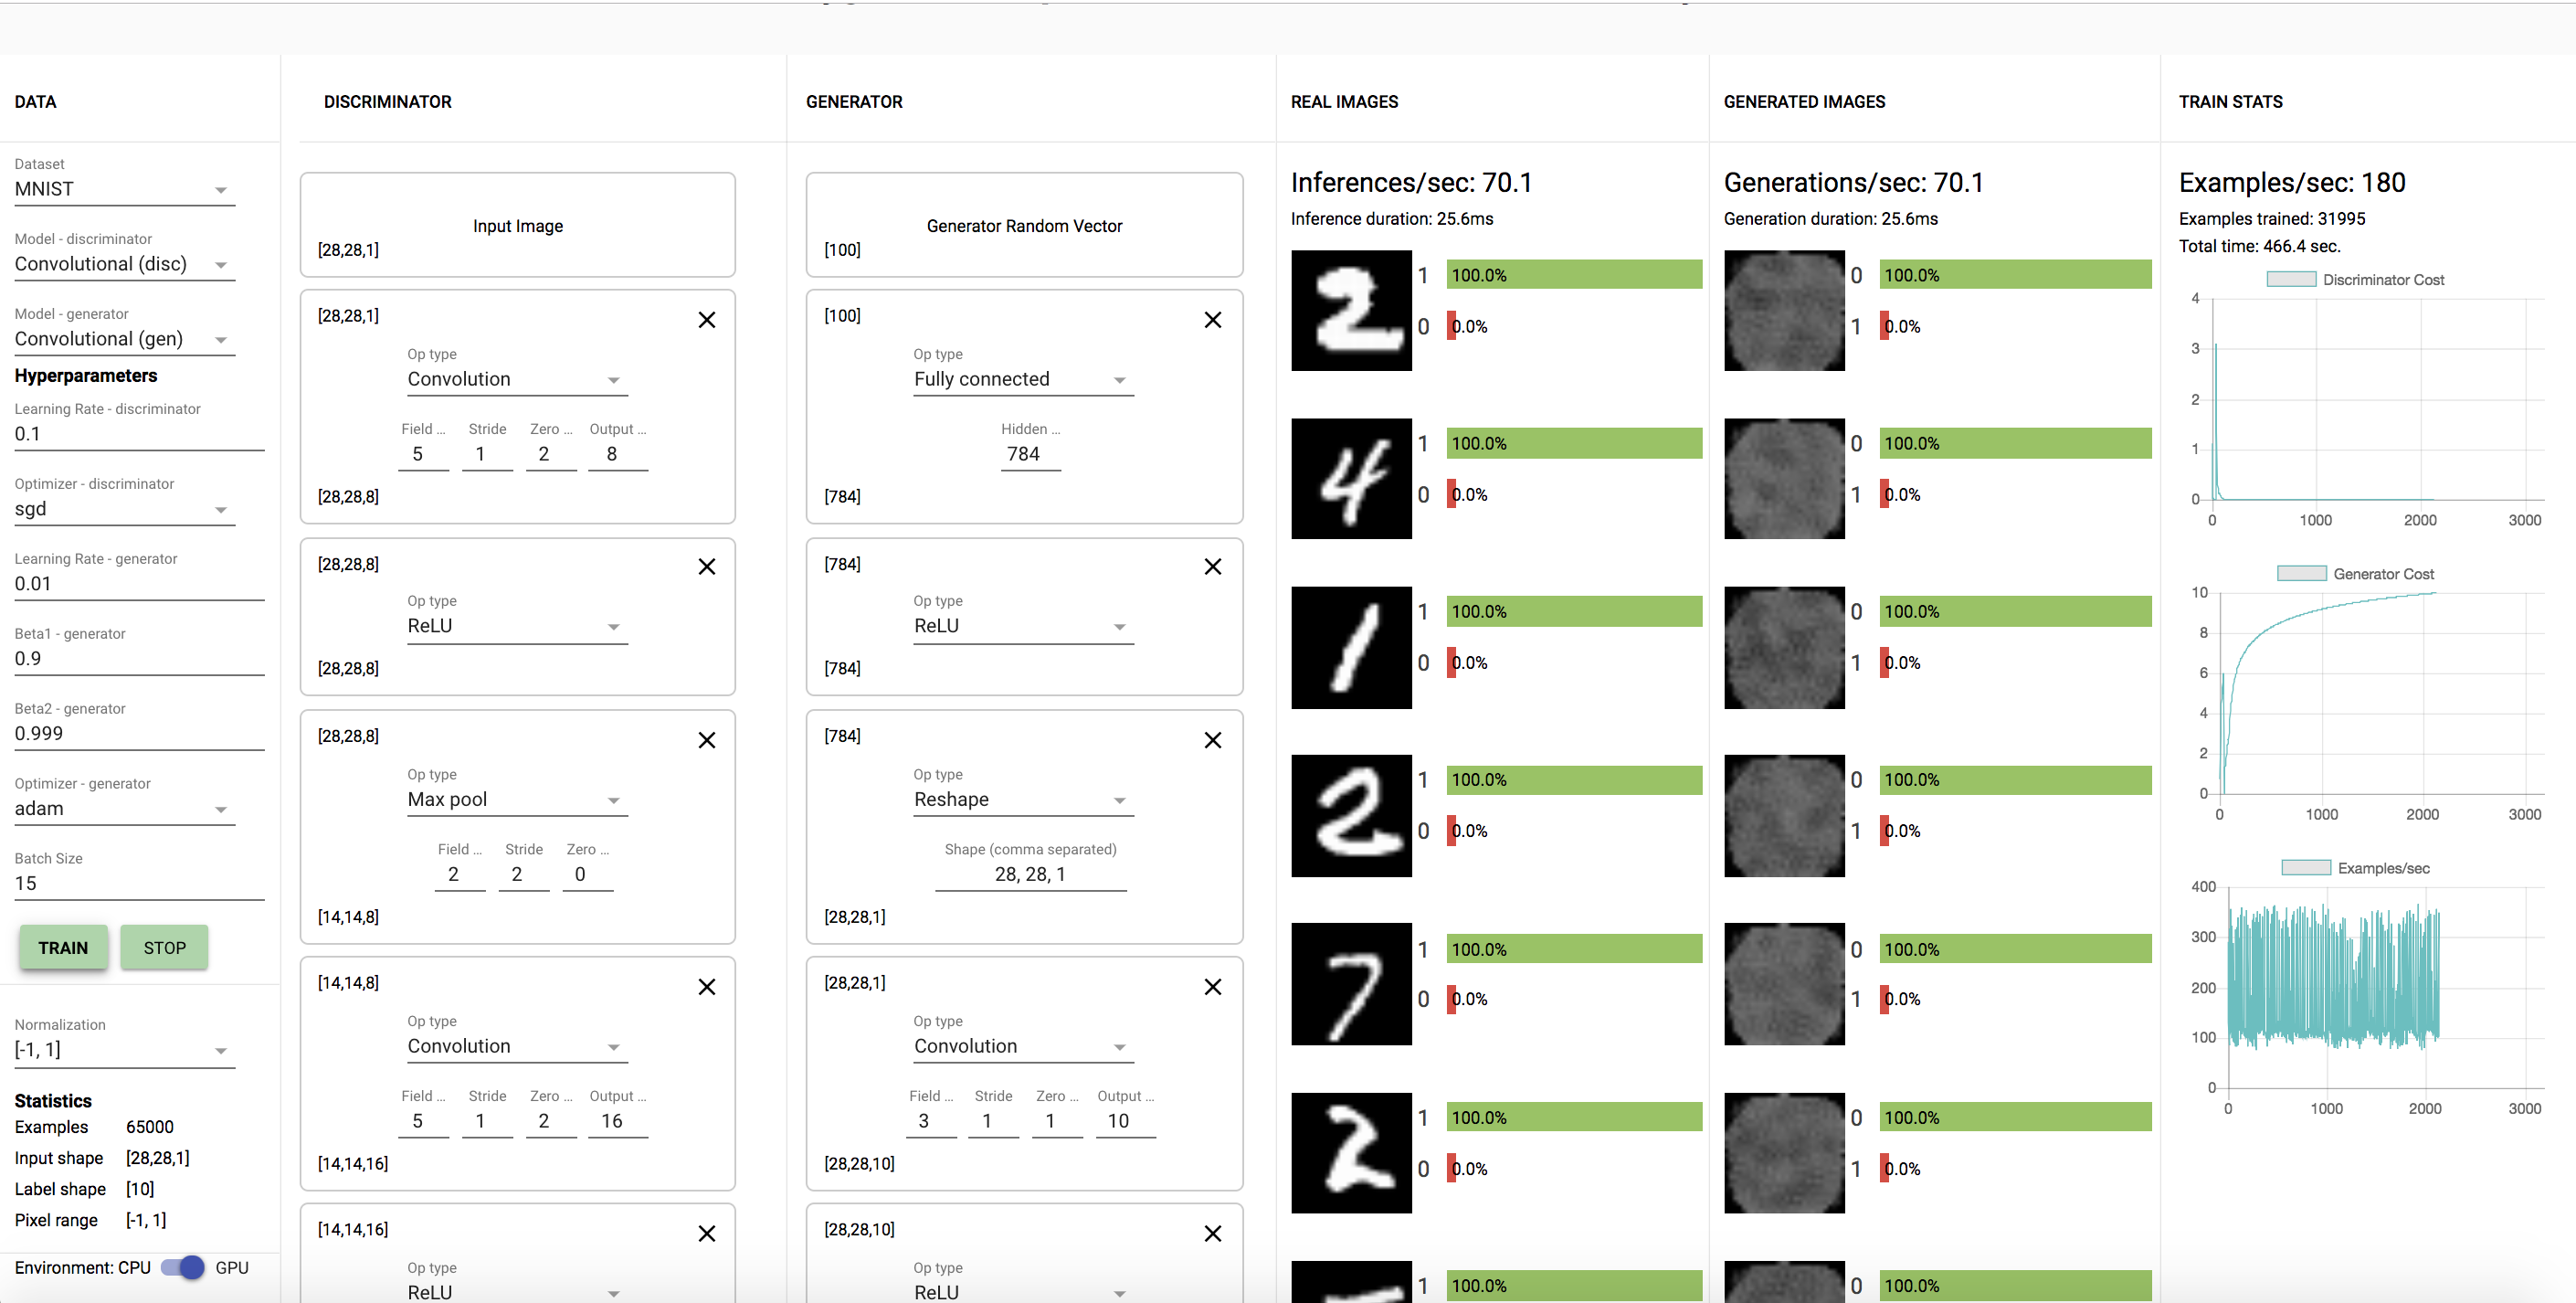 DATA
Dataset
MNIST
Model - discriminator
Convolutional (disc)
Model - generator
Convolutional (gen)
Hyperparameters
Learning Rate - discriminator
0.1
Optimizer - discriminator
sgd
Learning Rate - generator
0.01
Beta1 - generator
0.9
Beta2 - generator
0.999
Optimizer - generator
adam
Batch Size
15
TRAIN STOP
Normalization
[-1, 1]
Statistics
Examples 65000
Input shape [28,28,1]
Label shape [10]
Pixel range [-1, 1]
Environment: CPU GPU
DISCRIMINATOR
Input Image
[28,28,1]
[28,28,1]
Op type
Convolution
Field ... Stride Zero ... Output ...
5 1 2 8
[28,28,8]
[28,28,8]
Op type
ReLU
[28,28,8]
[28,28,8]
Op type
Max pool
Field ... Stride Zero ...
2 2 0
[14,14,8]
[14,14,8]
Op type
Convolution
Field ... Stride Zero ... Output ...
5 1 2 16
[14,14,16]
[14,14,16]
Op type
ReLU
GENERATOR
Generator Random Vector
[100]
[100]
Op type
Fully connected
Hidden ...
784
[784]
[784]
Op type
ReLU
[784]
[784]
Op type
Reshape
Shape (comma separated)
28, 28, 1
[28,28,1]
[28,28,1]
Op type
Convolution
Field ... Stride Zero ... Output ...
3 1 1 10
[28,28,10]
[28,28,10]
Op type
ReLU
REAL IMAGES
Inferences/sec: 70.1
Inference duration: 25.6ms
2
1 100.0%
0 0.0%
4
1 100.0%
0 0.0%
1
1 100.0%
0 0.0%
2
1 100.0%
0 0.0%
7
1 100.0%
0 0.0%
2
1 100.0%
0 0.0%
1 100.0%
GENERATED IMAGES
Generations/sec: 70.1
Generation duration: 25.6ms
0 100.0%
1 0.0%
0 100.0%
1 0.0%
0 100.0%
1 0.0%
0 100.0%
1 0.0%
0 100.0%
1 0.0%
0 100.0%
1 0.0%
0 100.0%
TRAIN STATS
Examples/sec: 180
Examples trained: 31995
Total time: 466.4 sec.
Discriminator Cost
4
3
2
1
0
0 1000 2000 3000
Generator Cost
10
8
6
4
2
0
0 1000 2000 3000
Examples/sec
400
300
200
100
0
0 1000 2000 3000